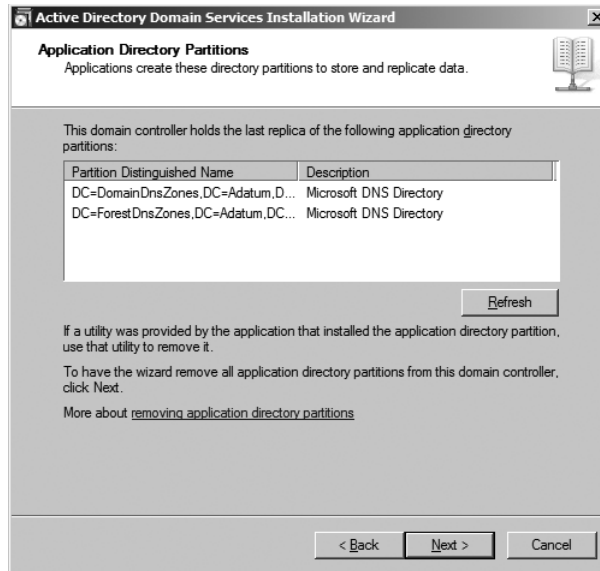 Active Directory Domain Services Installation Wizard
Application Directory Partitions
Applications create these directory partitions to store and replicate data.
This domain controller holds the last replica of the following application directory
partitions:
Partition Distinguished Name Description
DC=DomainDnsZones,DC=Adatum,D... Microsoft DNS Directory
DC=ForestDnsZones,DC=Adatum,DC... Microsoft DNS Directory
Refresh
If a utility was provided by the application that installed the application directory partition,
use that utility to remove it.
To have the wizard remove all application directory partitions from this domain controller,
click Next.
More about removing application directory partitions
< Back Next > Cancel